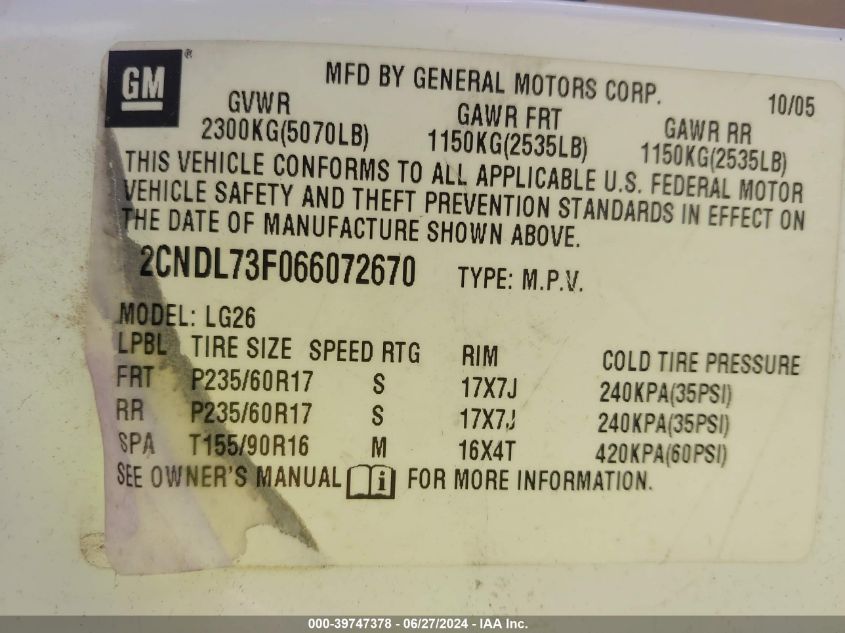 GM®
MFD BY GENERAL MOTORS CORP. 10/05
GVWR GAWR FRT GAWR RR
2300KG(5070LB) 1150KG(2535LB) 1150KG(2535LB)
THIS VEHICLE CONFORMS TO ALL APPLICABLE U.S. FEDERAL MOTOR
VEHICLE SAFETY AND THEFT PREVENTION STANDARDS IN EFFECT ON
THE DATE OF MANUFACTURE SHOWN ABOVE.
2CNDL73F066072670 TYPE: M.P.V.
MODEL: LG26
LPBL TIRE SIZE SPEED RTG RIM COLD TIRE PRESSURE
FRT P235/60R17 S 17X7J 240KPA(35PSI)
RR P235/60R17 S 17X7J 240KPA(35PSI)
SPA T155/90R16 M 16X4T 420KPA(60PSI)
SEE OWNER'S MANUAL i FOR MORE INFORMATION.
000-39747378 - 06/27/2024 - IAA Inc.